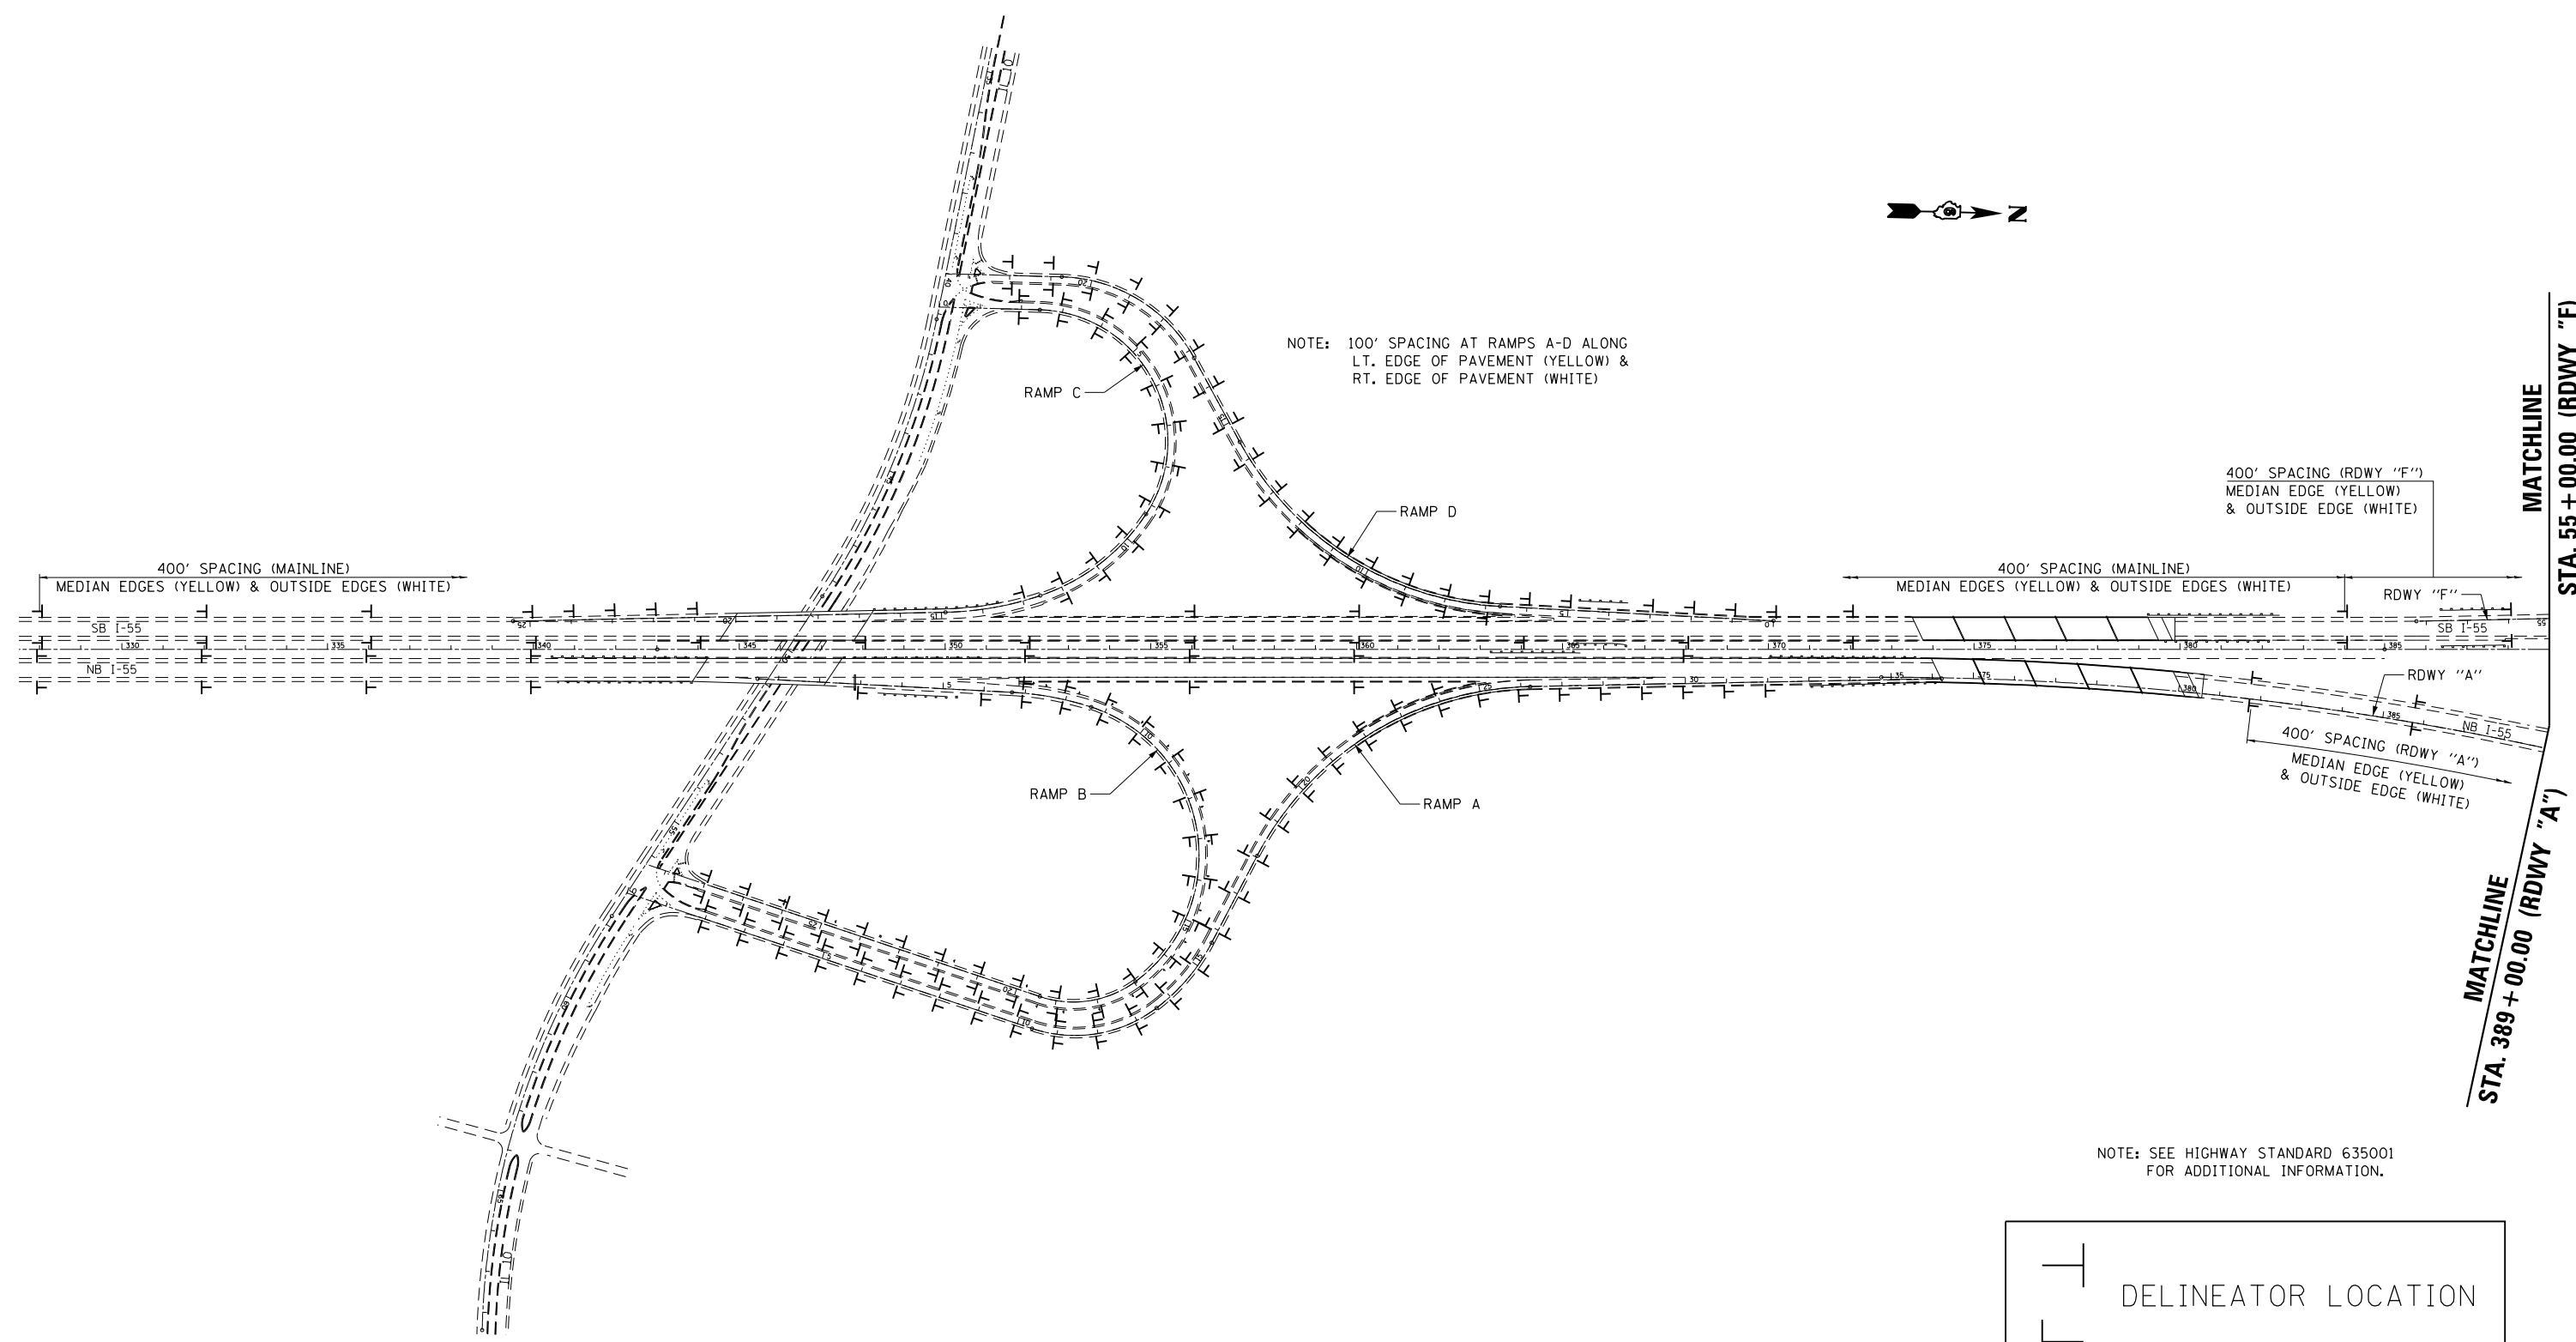 N
NOTE: 100' SPACING AT RAMPS A-D ALONG
LT. EDGE OF PAVEMENT (YELLOW) &
RT. EDGE OF PAVEMENT (WHITE)
RAMP C
RAMP D
400' SPACING (MAINLINE)
MEDIAN EDGES (YELLOW) & OUTSIDE EDGES (WHITE)
SB I-55
NB I-55
330
335
340
345
350
355
360
365
370
375
380
385
400' SPACING (MAINLINE)
MEDIAN EDGES (YELLOW) & OUTSIDE EDGES (WHITE)
400' SPACING (RDWY "F")
MEDIAN EDGE (YELLOW)
& OUTSIDE EDGE (WHITE)
RDWY "F"
SB I-55
MATCHLINE
STA. 55+00.00 (RDWY "F")
RDWY "A"
NB I-55
375
380
385
400' SPACING (RDWY "A")
MEDIAN EDGE (YELLOW)
& OUTSIDE EDGE (WHITE)
MATCHLINE
STA. 389+00.00 (RDWY "A")
RAMP B
RAMP A
NOTE: SEE HIGHWAY STANDARD 635001
FOR ADDITIONAL INFORMATION.
DELINEATOR LOCATION